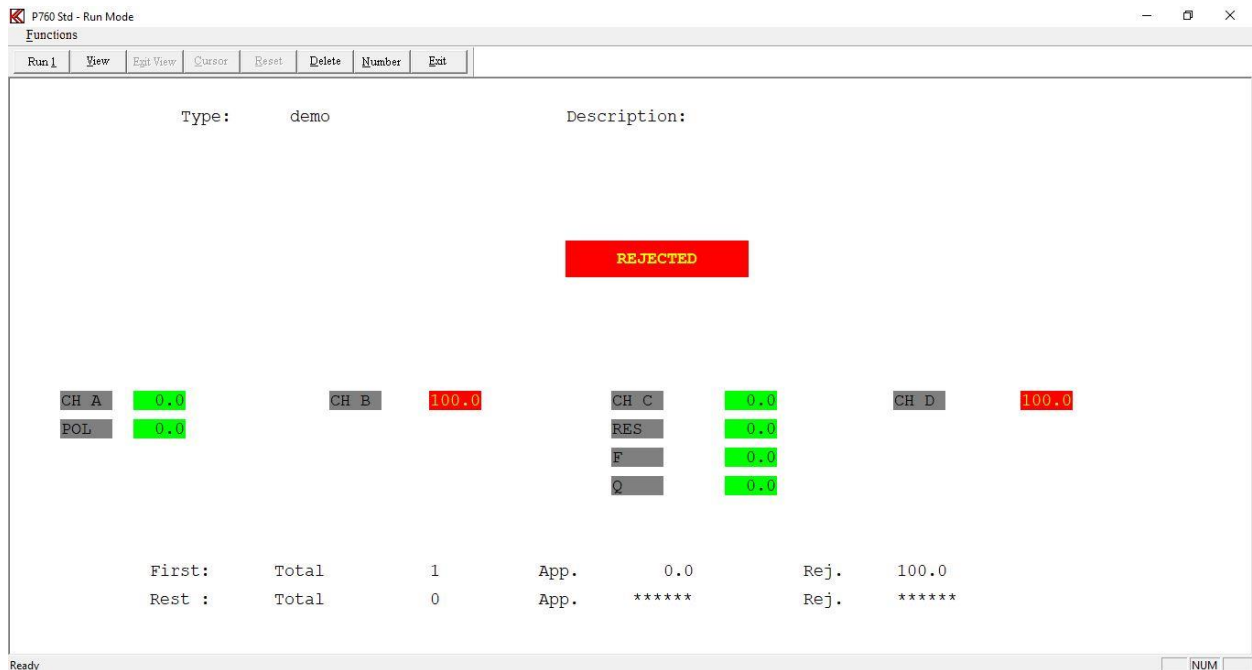 P760 Std - Run Mode
Functions
Run 1 View Exit View Cursor Reset Delete Number Exit
Type: demo Description:
REJECTED
CH A 0.0 CH B 100.0 CH C 0.0 CH D 100.0
POL 0.0 RES 0.0
F 0.0
Q 0.0
First: Total 1 App. 0.0 Rej. 100.0
Rest : Total 0 App. ****** Rej. ******
Ready NUM